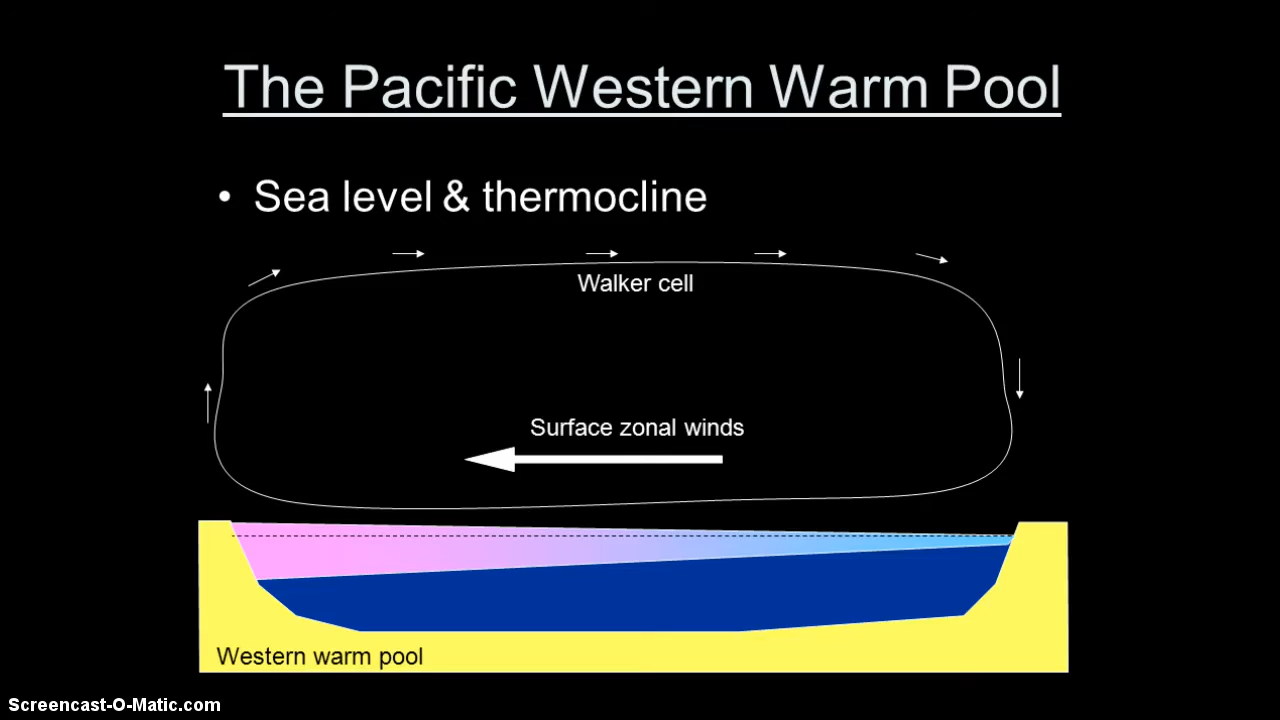 The Pacific Western Warm Pool
• Sea level & thermocline
Walker cell
Surface zonal winds
Western warm pool
Screencast-O-Matic.com